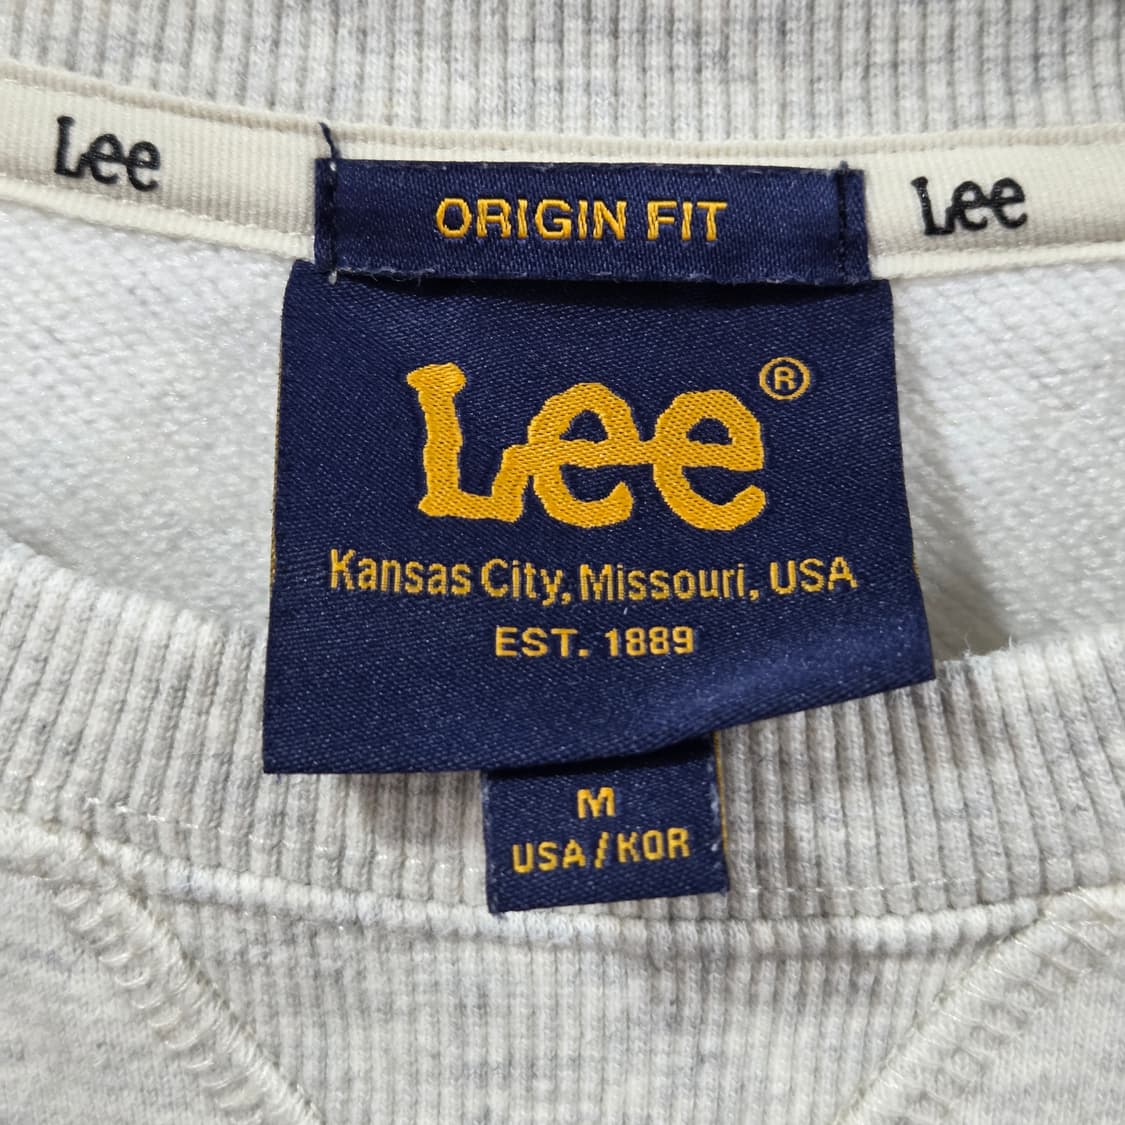 Lee
ORIGIN FIT
Lee
Lee®
Kansas City, Missouri, USA
EST. 1889
M
USA/KOR